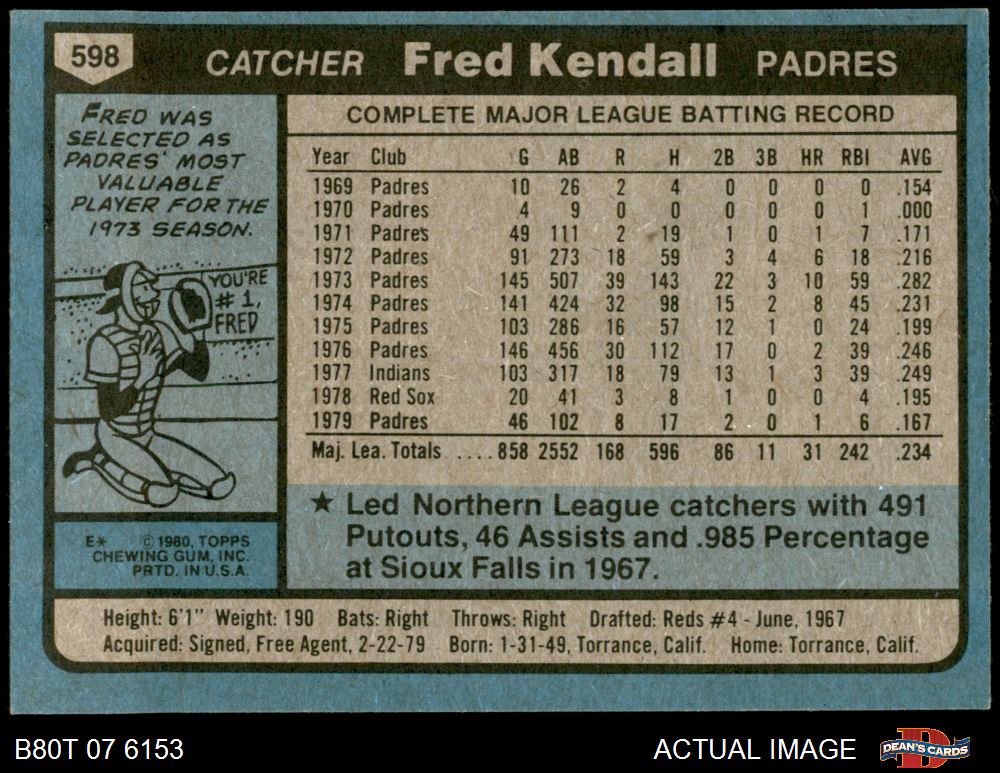 598
CATCHER Fred Kendall PADRES
FRED WAS
SELECTED AS
PADRES' MOST
VALUABLE
PLAYER FOR THE
1973 SEASON.
YOU'RE
#1,
FRED
E* © 1980, TOPPS
CHEWING GUM, INC.
PRTD. IN U.S.A.
COMPLETE MAJOR LEAGUE BATTING RECORD
Year Club G AB R H 2B 3B HR RBI AVG
1969 Padres 10 26 2 4 0 0 0 0 .154
1970 Padres 4 9 0 0 0 0 0 1 .000
1971 Padres 49 111 2 19 1 0 1 7 .171
1972 Padres 91 273 18 59 3 4 6 18 .216
1973 Padres 145 507 39 143 22 3 10 59 .282
1974 Padres 141 424 32 98 15 2 8 45 .231
1975 Padres 103 286 16 57 12 1 0 24 .199
1976 Padres 146 456 30 112 17 0 2 39 .246
1977 Indians 103 317 18 79 13 1 3 39 .249
1978 Red Sox 20 41 3 8 1 0 0 4 .195
1979 Padres 46 102 8 17 2 0 1 6 .167
Maj. Lea. Totals .... 858 2552 168 596 86 11 31 242 .234
★ Led Northern League catchers with 491
Putouts, 46 Assists and .985 Percentage
at Sioux Falls in 1967.
Height: 6'1" Weight: 190 Bats: Right Throws: Right Drafted: Reds #4 - June, 1967
Acquired: Signed, Free Agent, 2-22-79 Born: 1-31-49, Torrance, Calif. Home: Torrance, Calif.
B80T 07 6153 ACTUAL IMAGE DEAN'S CARDS